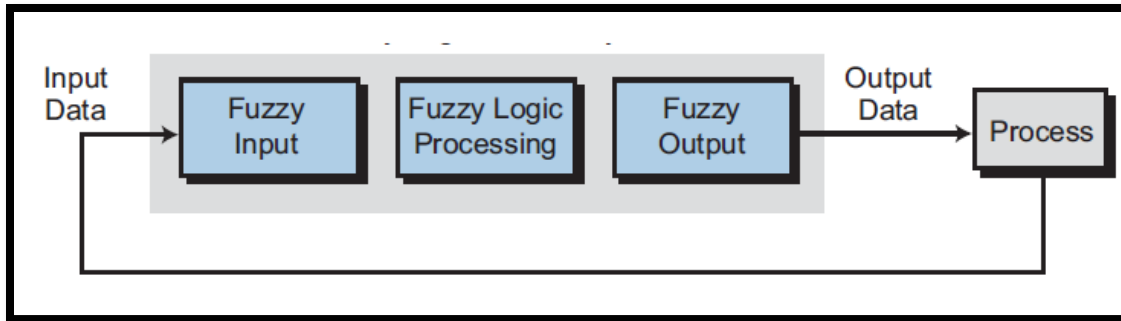 Input
Data
Fuzzy
Input
Fuzzy Logic
Processing
Fuzzy
Output
Output
Data
Process